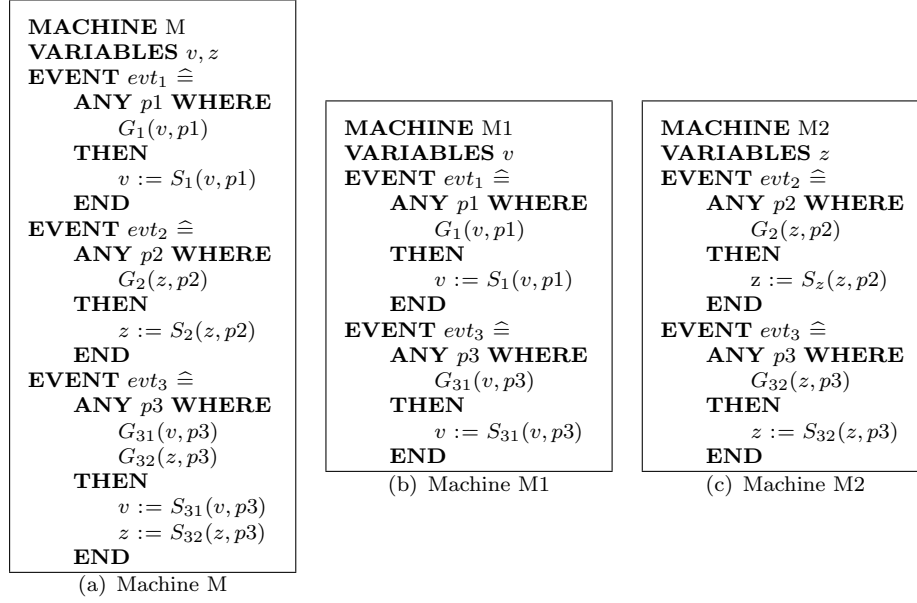 MACHINE M
VARIABLES v, z
EVENT evt₁ ≙
ANY p1 WHERE
G₁(v, p1)
THEN
v := S₁(v, p1)
END
EVENT evt₂ ≙
ANY p2 WHERE
G₂(z, p2)
THEN
z := S₂(z, p2)
END
EVENT evt₃ ≙
ANY p3 WHERE
G₃₁(v, p3)
G₃₂(z, p3)
THEN
v := S₃₁(v, p3)
z := S₃₂(z, p3)
END
(a) Machine M
MACHINE M1
VARIABLES v
EVENT evt₁ ≙
ANY p1 WHERE
G₁(v, p1)
THEN
v := S₁(v, p1)
END
EVENT evt₃ ≙
ANY p3 WHERE
G₃₁(v, p3)
THEN
v := S₃₁(v, p3)
END
(b) Machine M1
MACHINE M2
VARIABLES z
EVENT evt₂ ≙
ANY p2 WHERE
G₂(z, p2)
THEN
z := S_z(z, p2)
END
EVENT evt₃ ≙
ANY p3 WHERE
G₃₂(z, p3)
THEN
z := S₃₂(z, p3)
END
(c) Machine M2